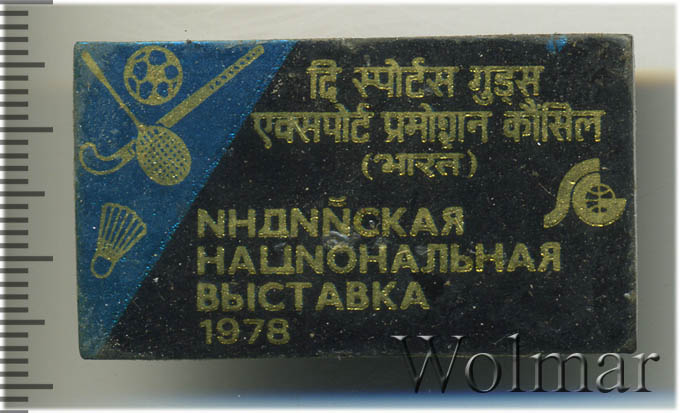 दि स्पोर्टस गुड्स
एक्सपोर्ट प्रमोशन कौंसिल
(भारत)
NНДNЙСКАЯ
НАЦNОНАЛЬНАЯ
ВЫСТАВКА
1978
Wolmar